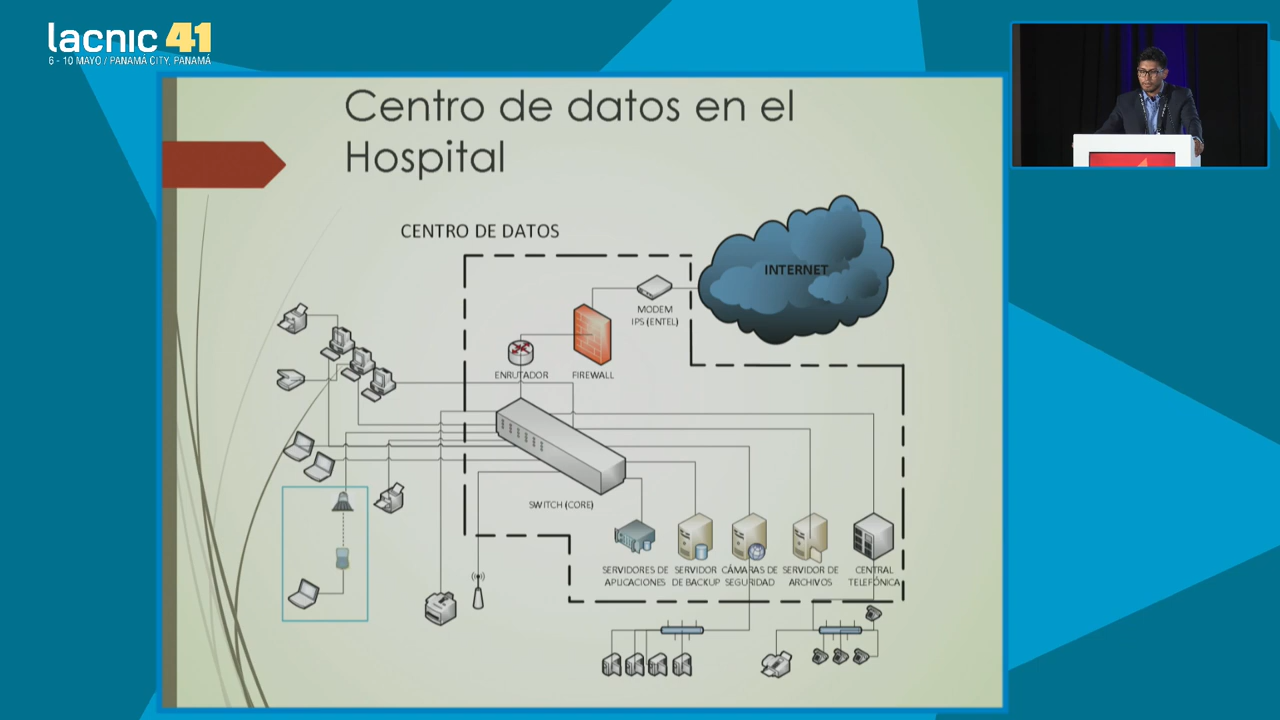 lacnic 41
6 - 10 MAYO / PANAMÁ CITY, PANAMÁ
Centro de datos en el
Hospital
CENTRO DE DATOS
INTERNET
MODEM
IPS (ENTEL)
ENRUTADOR
FIREWALL
SWITCH (CORE)
SERVIDORES DE
APLICACIONES
SERVIDOR
DE BACKUP
CÁMARAS DE
SEGURIDAD
SERVIDOR DE
ARCHIVOS
CENTRAL
TELEFÓNICA